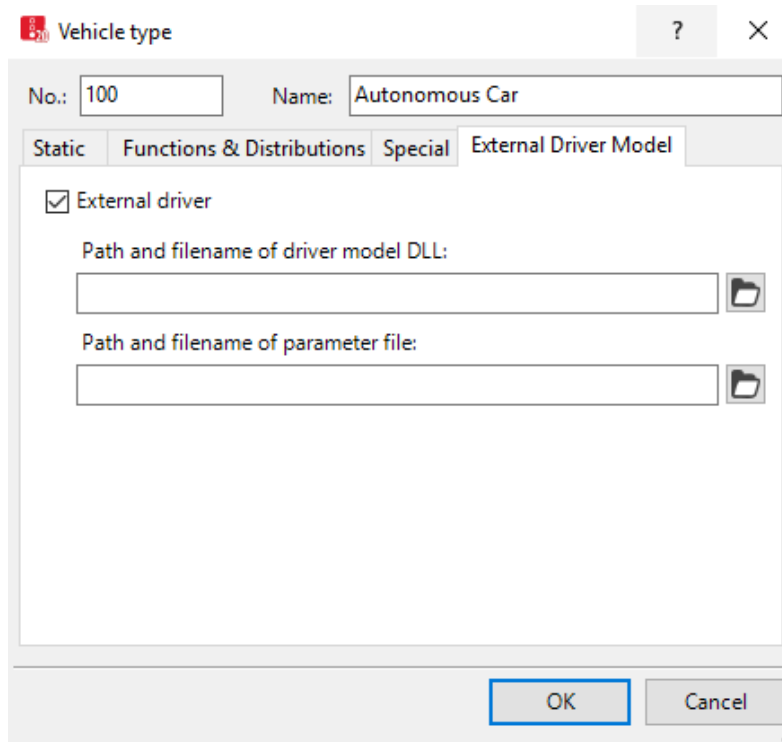 Vehicle type ?
No.: 100 Name: Autonomous Car
Static Functions & Distributions Special External Driver Model
External driver
Path and filename of driver model DLL:
Path and filename of parameter file:
OK Cancel